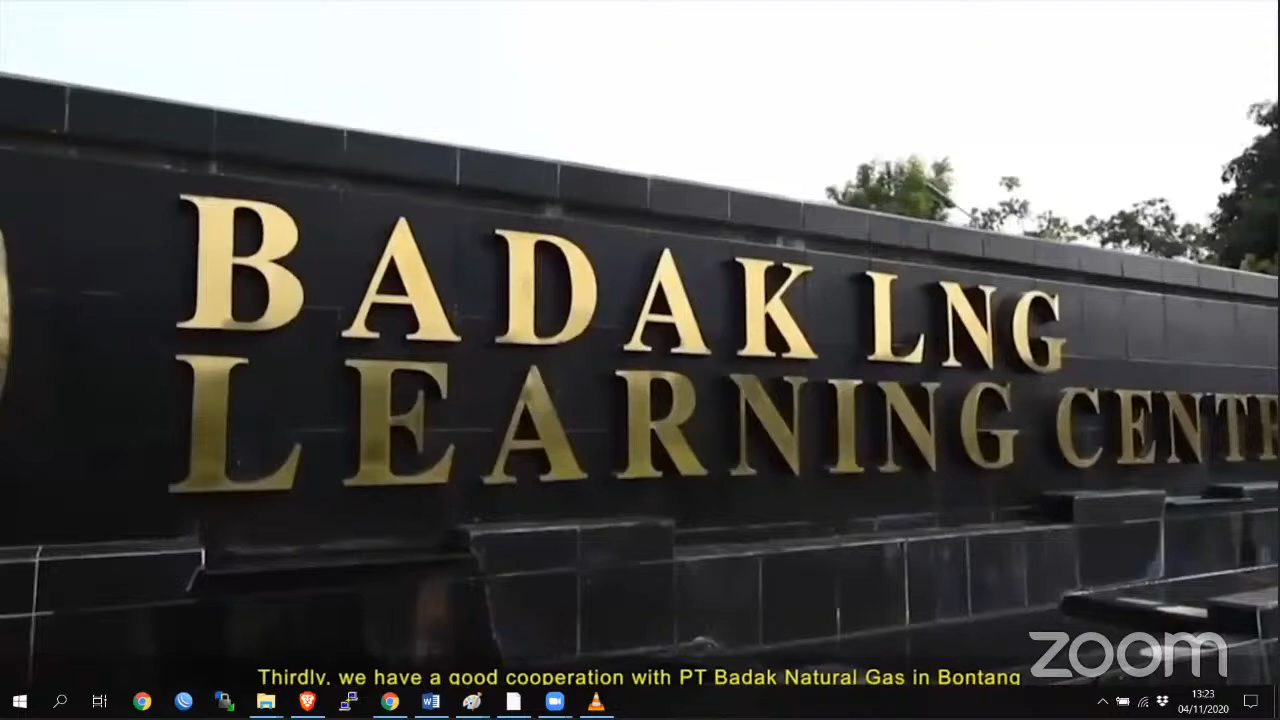 BADAK LNG
LEARNING CENTE
zoom
Thirdly, we have a good cooperation with PT Badak Natural Gas in Bontang
13:23
04/11/2020